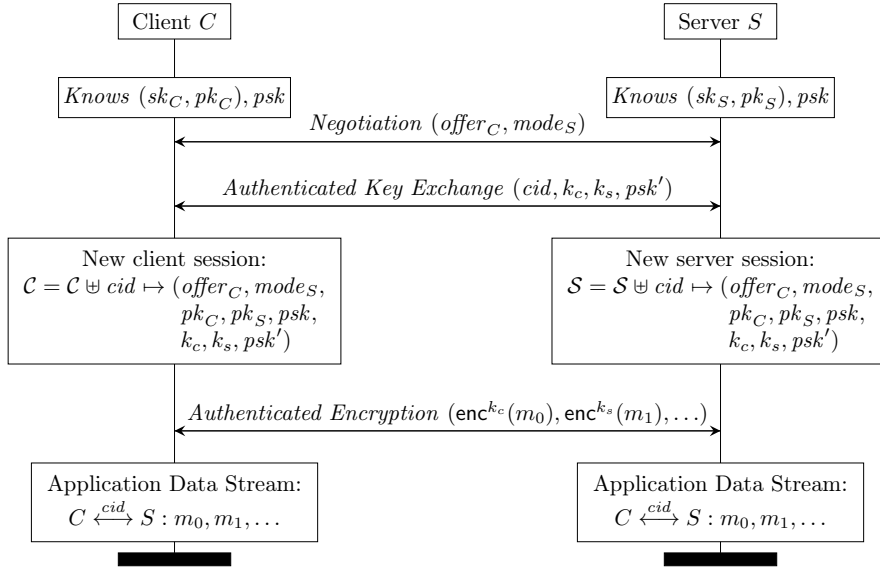 Client C
Server S
Knows (sk_C, pk_C), psk
Knows (sk_S, pk_S), psk
Negotiation (offer_C, mode_S)
Authenticated Key Exchange (cid, k_c, k_s, psk′)
New client session:
𝒞 = 𝒞 ⊎ cid ↦ (offer_C, mode_S,
pk_C, pk_S, psk,
k_c, k_s, psk′)
New server session:
𝒮 = 𝒮 ⊎ cid ↦ (offer_C, mode_S,
pk_C, pk_S, psk,
k_c, k_s, psk′)
Authenticated Encryption (enc^{k_c}(m_0), enc^{k_s}(m_1), . . .)
Application Data Stream:
C ⟷^{cid} S : m_0, m_1, . . .
Application Data Stream:
C ⟷^{cid} S : m_0, m_1, . . .